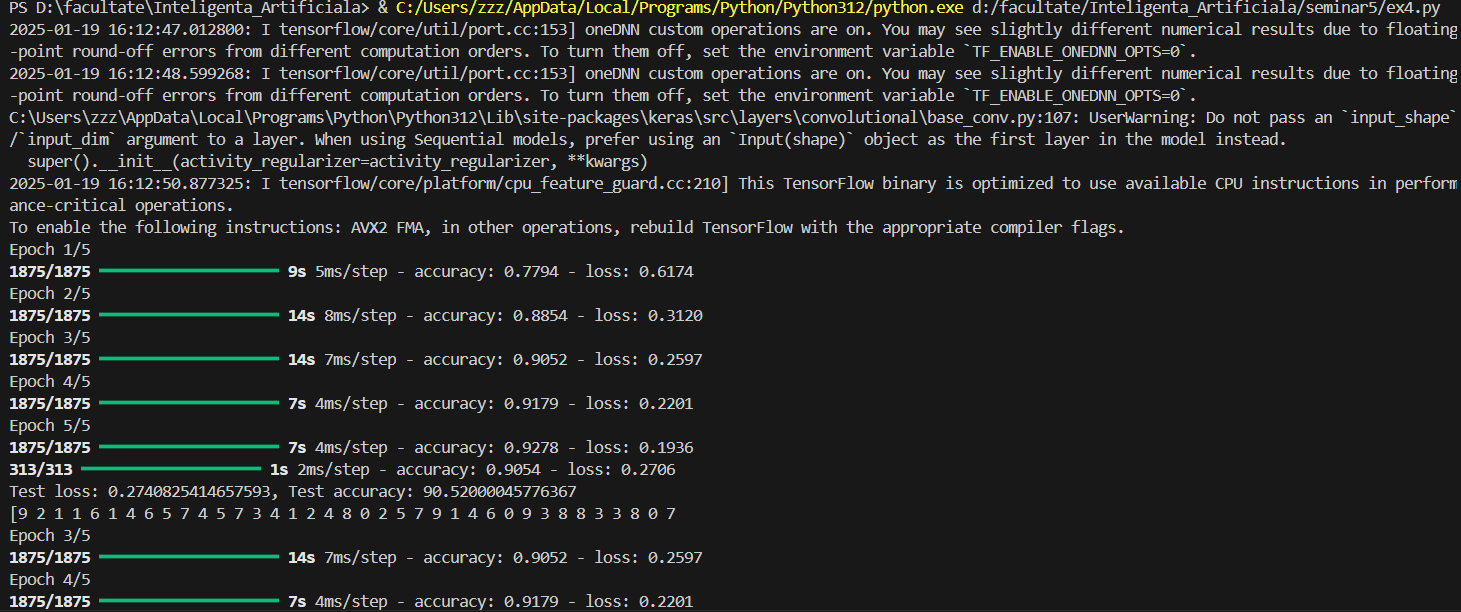 PS D:\facultate\Inteligenta_Artificiala> & C:/Users/zzz/AppData/Local/Programs/Python/Python312/python.exe d:/facultate/Inteligenta_Artificiala/seminar5/ex4.py
2025-01-19 16:12:47.012800: I tensorflow/core/util/port.cc:153] oneDNN custom operations are on. You may see slightly different numerical results due to floating
-point round-off errors from different computation orders. To turn them off, set the environment variable `TF_ENABLE_ONEDNN_OPTS=0`.
2025-01-19 16:12:48.599268: I tensorflow/core/util/port.cc:153] oneDNN custom operations are on. You may see slightly different numerical results due to floating
-point round-off errors from different computation orders. To turn them off, set the environment variable `TF_ENABLE_ONEDNN_OPTS=0`.
C:\Users\zzz\AppData\Local\Programs\Python\Python312\Lib\site-packages\keras\src\layers\convolutional\base_conv.py:107: UserWarning: Do not pass an `input_shape`
/`input_dim` argument to a layer. When using Sequential models, prefer using an `Input(shape)` object as the first layer in the model instead.
  super().__init__(activity_regularizer=activity_regularizer, **kwargs)
2025-01-19 16:12:50.877325: I tensorflow/core/platform/cpu_feature_guard.cc:210] This TensorFlow binary is optimized to use available CPU instructions in perform
ance-critical operations.
To enable the following instructions: AVX2 FMA, in other operations, rebuild TensorFlow with the appropriate compiler flags.
Epoch 1/5
1875/1875 9s 5ms/step - accuracy: 0.7794 - loss: 0.6174
Epoch 2/5
1875/1875 14s 8ms/step - accuracy: 0.8854 - loss: 0.3120
Epoch 3/5
1875/1875 14s 7ms/step - accuracy: 0.9052 - loss: 0.2597
Epoch 4/5
1875/1875 7s 4ms/step - accuracy: 0.9179 - loss: 0.2201
Epoch 5/5
1875/1875 7s 4ms/step - accuracy: 0.9278 - loss: 0.1936
313/313 1s 2ms/step - accuracy: 0.9054 - loss: 0.2706
Test loss: 0.2740825414657593, Test accuracy: 90.52000045776367
[9 2 1 1 6 1 4 6 5 7 4 5 7 3 4 1 2 4 8 0 2 5 7 9 1 4 6 0 9 3 8 8 3 3 8 0 7
Epoch 3/5
1875/1875 14s 7ms/step - accuracy: 0.9052 - loss: 0.2597
Epoch 4/5
1875/1875 7s 4ms/step - accuracy: 0.9179 - loss: 0.2201